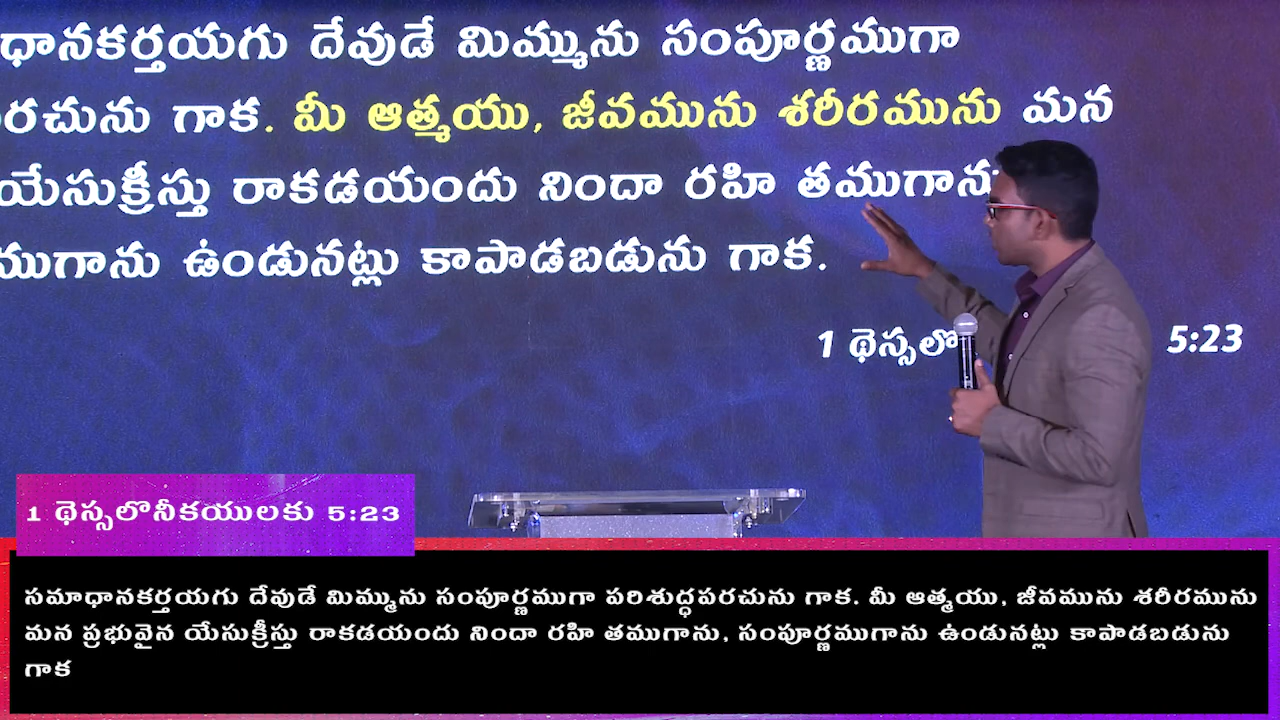 ధానకర్తయగు దేవుడే మిమ్మును సంపూర్ణముగా
రచును గాక. మీ ఆత్మయు, జీవమును శరీరమును మన
యేసుక్రీస్తు రాకడయందు నిందా రహి తముగాను
ముగాను ఉండునట్లు కాపాడబడును గాక.
1 థెస్సలొ 5:23
1 థెస్సలొనీకయులకు 5:23
సమాధానకర్తయగు దేవుడే మిమ్మును సంపూర్ణముగా పరిశుద్ధపరచును గాక. మీ ఆత్మయు, జీవమును శరీరమును
మన ప్రభువైన యేసుక్రీస్తు రాకడయందు నిందా రహి తముగాను, సంపూర్ణముగాను ఉండునట్లు కాపాడబడును
గాక